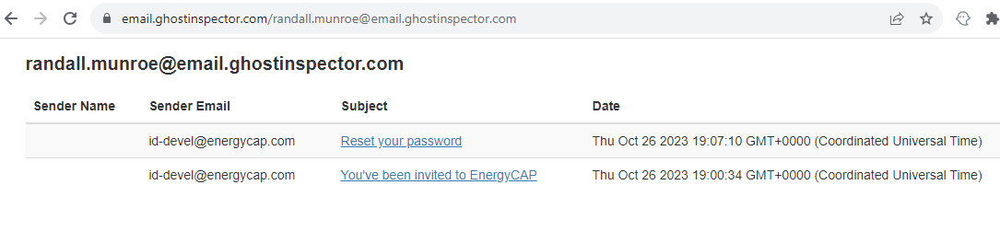 email.ghostinspector.com/randall.munroe@email.ghostinspector.com
randall.munroe@email.ghostinspector.com
Sender Name Sender Email Subject Date
id-devel@energycap.com Reset your password Thu Oct 26 2023 19:07:10 GMT+0000 (Coordinated Universal Time)
id-devel@energycap.com You've been invited to EnergyCAP Thu Oct 26 2023 19:00:34 GMT+0000 (Coordinated Universal Time)